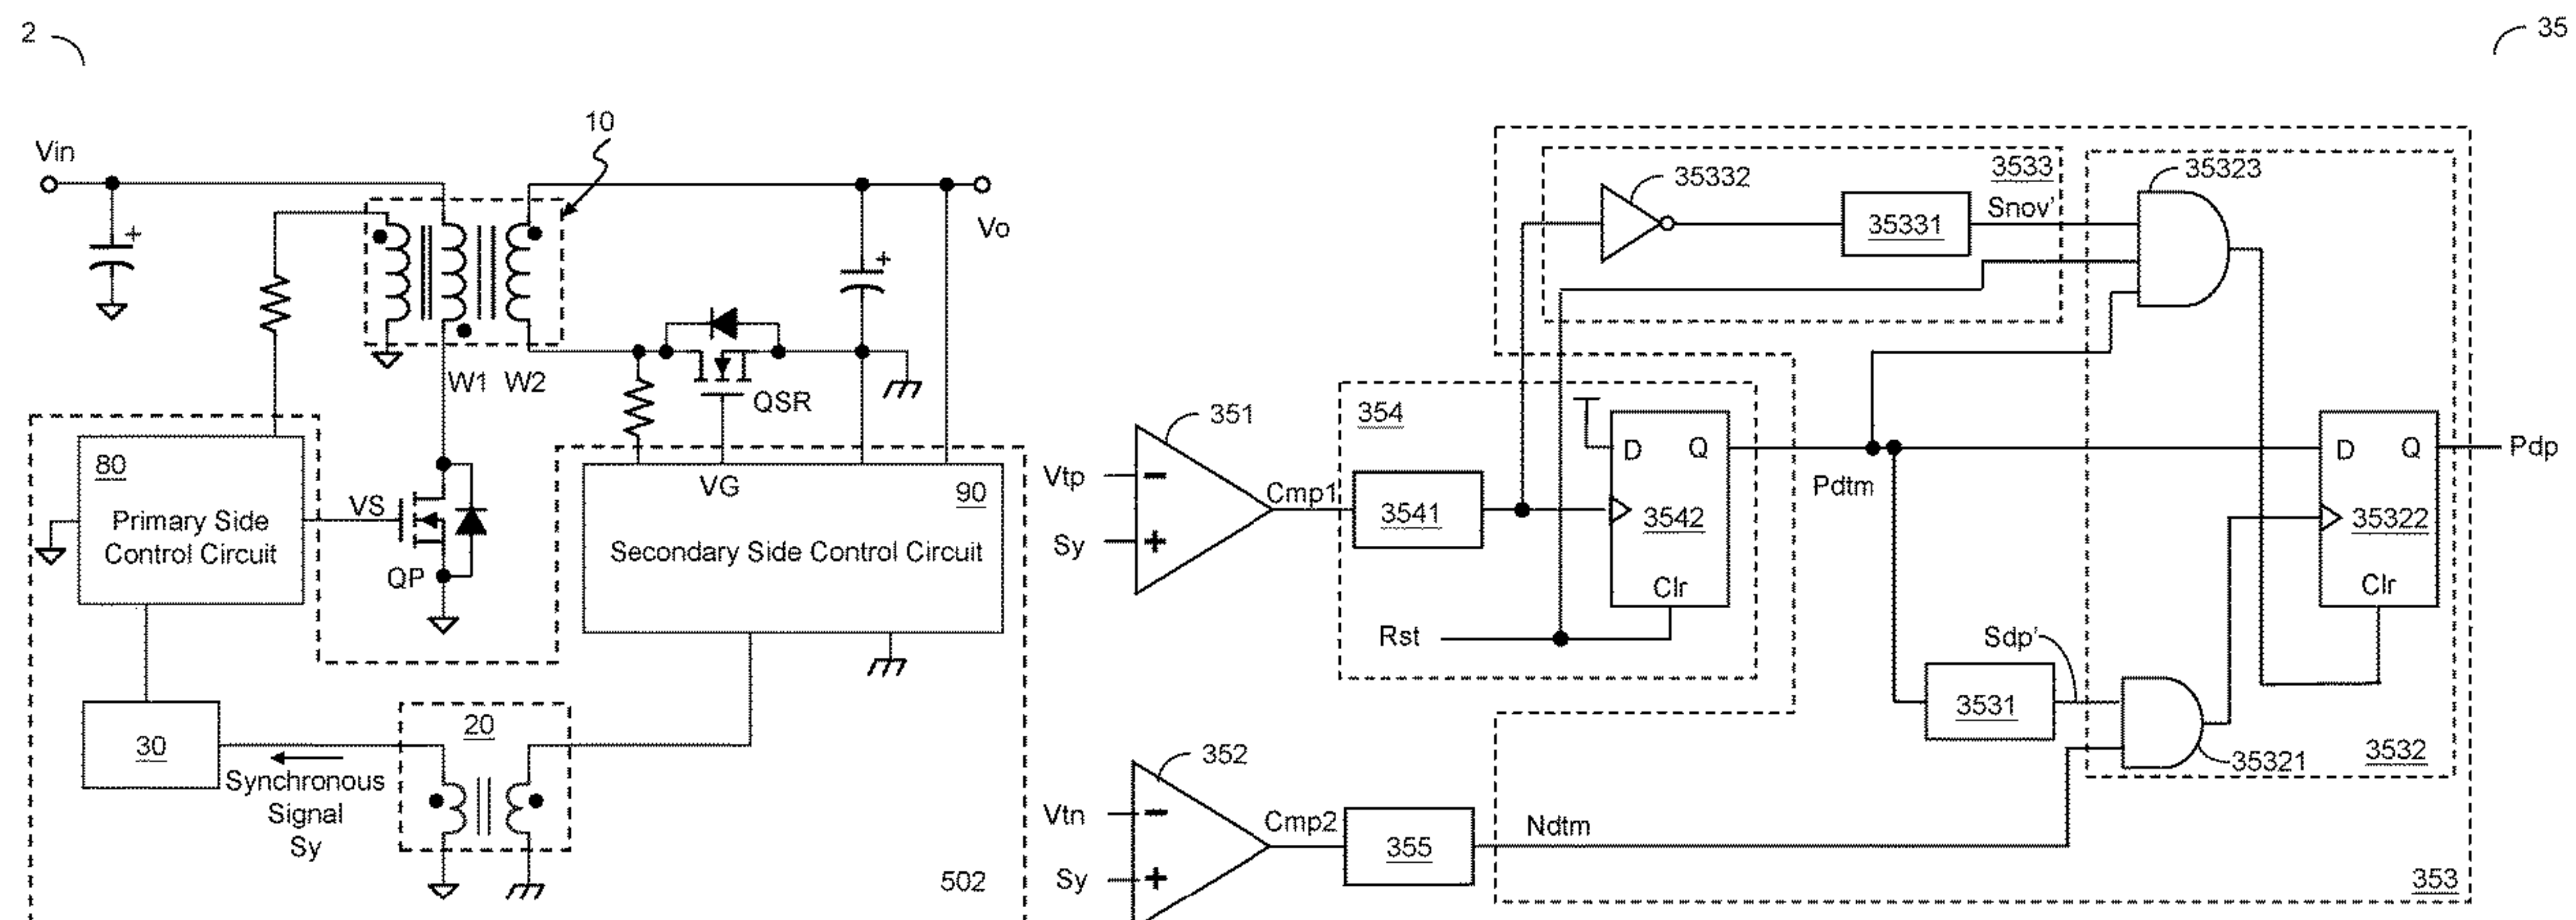 2
35
10
Vin
Vo
W1 W2
QSR
80
Primary Side
Control Circuit
VS
QP
VG
90
Secondary Side Control Circuit
30
20
Synchronous
Signal
Sy
502
35332
3533
35331
Snov'
35323
351
Vtp
Sy
Cmp1
354
3541
D
Q
3542
Clr
Rst
Pdtm
D
Q
Pdp
35322
Clr
Sdp'
3531
35321
3532
352
Vtn
Sy
Cmp2
355
Ndtm
353